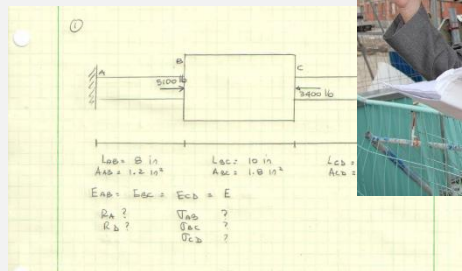 ①
A
B
C
5100 lb
3400 lb
LAB = 8 in
AAB = 1.2 in²
LBC = 10 in
ABC = 1.8 in²
LCD =
ACD =
EAB = EBC = ECD = E
RA ?
RD ?
σAB ?
σBC ?
σCD ?